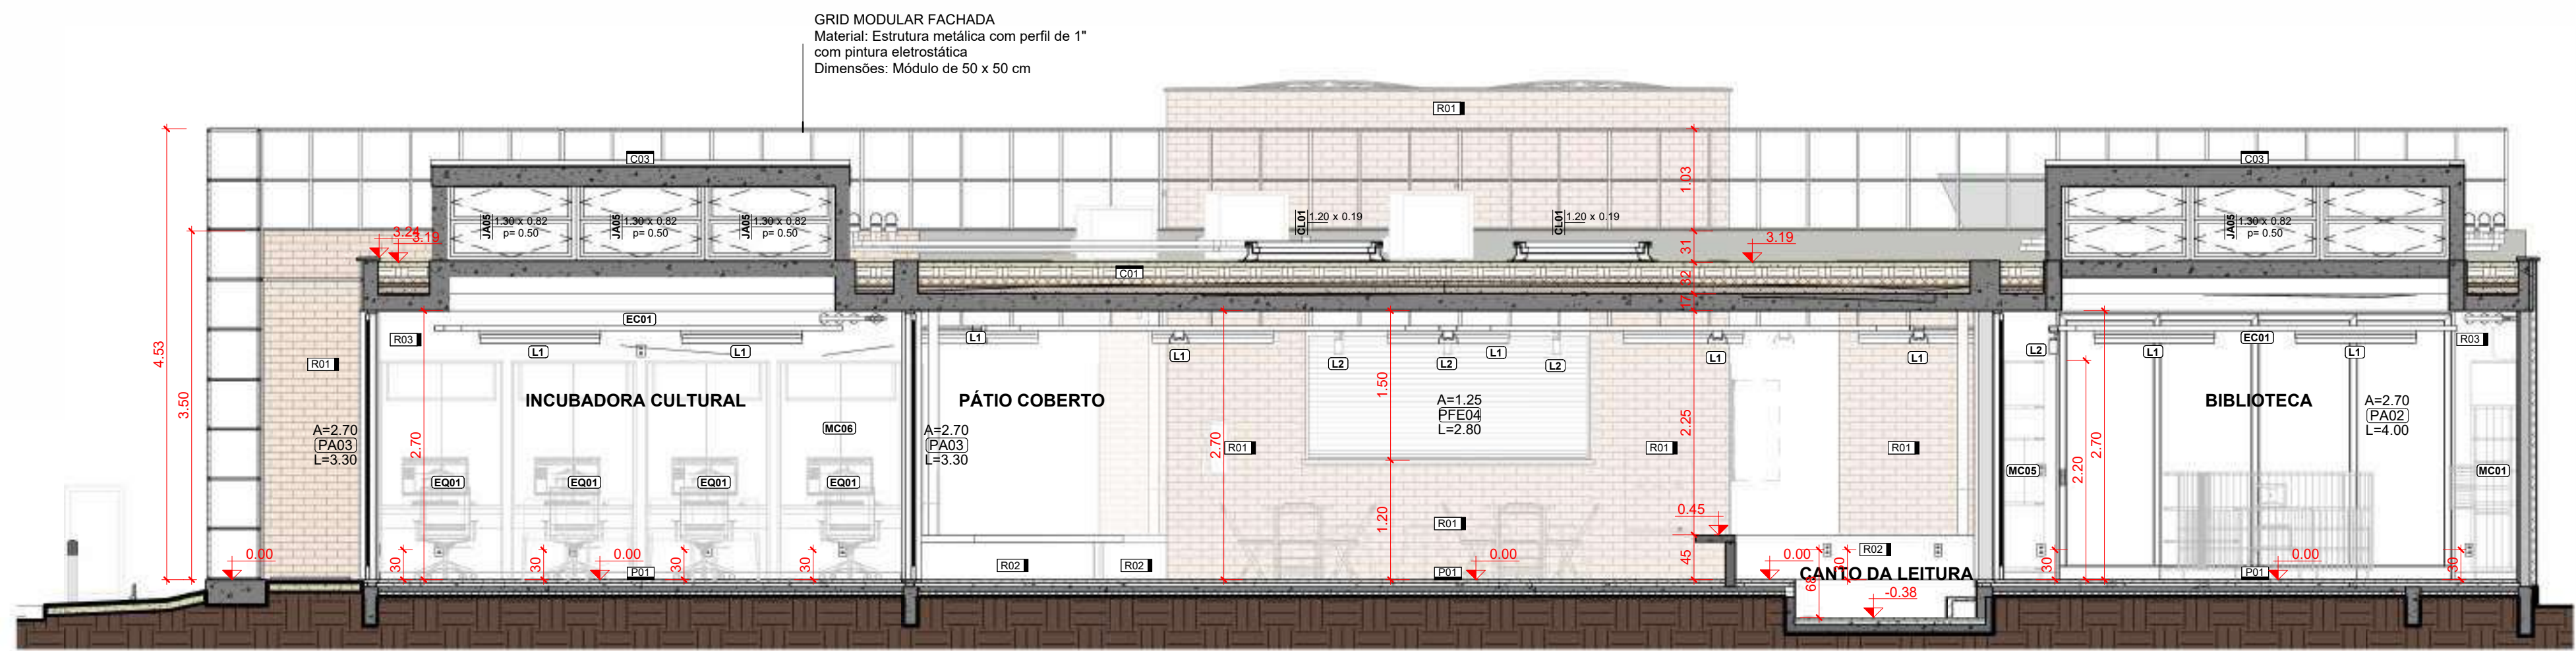 GRID MODULAR FACHADA
Material: Estrutura metálica com perfil de 1"
com pintura eletrostática
Dimensões: Módulo de 50 x 50 cm
R01
C03
C03
1.03
JA05 1.30 x 0.82
p= 0.50
JA05 1.30 x 0.82
p= 0.50
JA05 1.30 x 0.82
p= 0.50
CL01 1.20 x 0.19
CL01 1.20 x 0.19
JA05 1.30 x 0.82
p= 0.50
3.24
3.19
31
3.19
C01
32
17
EC01
R03
L1
L1
L1
L1
L2
L2
L1
L2
L1
L1
L2
L1
EC01
L1
R03
4.53
3.50
R01
1.50
2.25
INCUBADORA CULTURAL
PÁTIO COBERTO
BIBLIOTECA
A=2.70
PA03
L=3.30
2.70
MC06
A=2.70
PA03
L=3.30
2.70
R01
A=1.25
PFE04
L=2.80
R01
R01
A=2.70
PA02
L=4.00
EQ01
EQ01
EQ01
EQ01
MC05
2.20
2.70
MC01
1.20
R01
0.45
0.00
30
30
0.00
30
30
R02
R02
0.00
45
0.00
30
R02
30
0.00
30
P01
P01
P01
CANTO DA LEITURA
68
-0.38